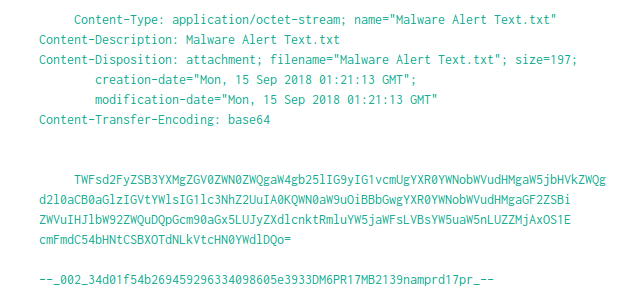 Content-Type: application/octet-stream; name="Malware Alert Text.txt"
Content-Description: Malware Alert Text.txt
Content-Disposition: attachment; filename="Malware Alert Text.txt"; size=197;
creation-date="Mon, 15 Sep 2018 01:21:13 GMT";
modification-date="Mon, 15 Sep 2018 01:21:13 GMT"
Content-Transfer-Encoding: base64
TWFsd2FyZSB3YXMgZGV0ZWN0ZWQgaW4gb25lIG9yIG1vcmUgYXR0YWNobWVudHMgaW5jbHVkZWQg
d2l0aCB0aGlzIGVtYWlsIG1lc3NhZ2UuIA0KQWN0aW9uOiBBbGwgYXR0YWNobWVudHMgaGF2ZSBi
ZWVuIHJlbW92ZWQuDQpGcm90aGx5LUJyZXdlcnktRmluYW5jaWFsLVBsYW5uaW5nLUZZMjAxOS1E
cmFmdC54bHNtCSBXOTdNLkVtcHN0YWdlDQo=
--_002_34d01f54b269459296334098605e3933DM6PR17MB2139namprd17pr_--